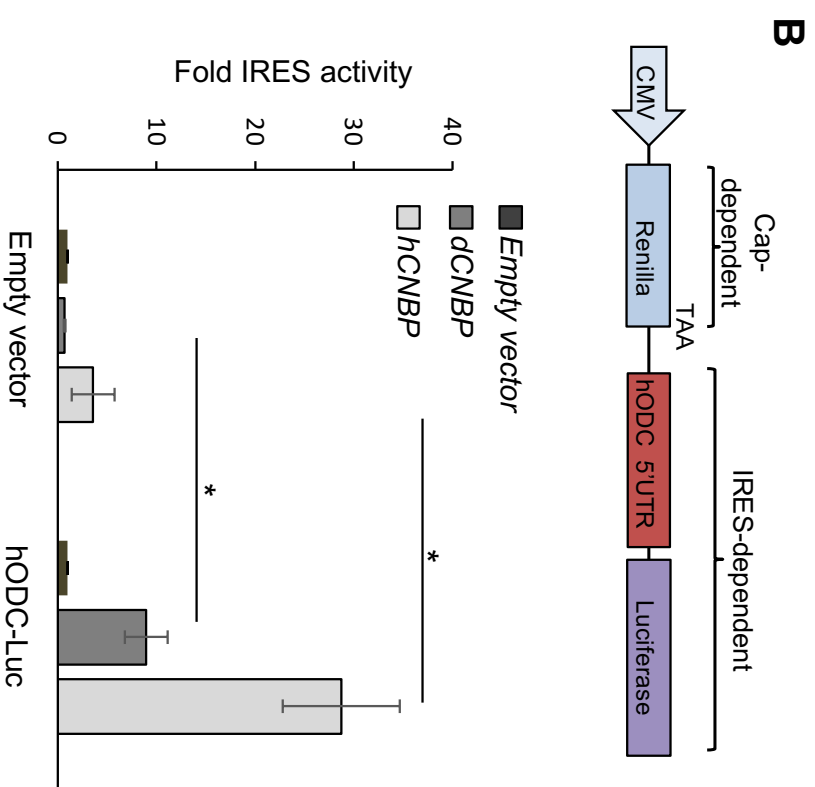 B
Cap-
dependent
IRES-dependent
TAA
CMV
Renilla
hODC 5'UTR
Luciferase
Fold IRES activity
40
30
20
10
0
Empty vector
dCNBP
hCNBP
*
*
Empty vector
hODC-Luc